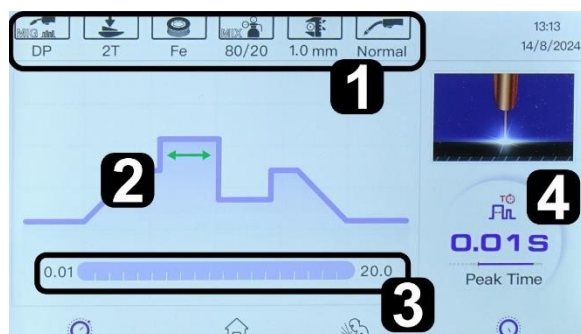 MIG
DP
2T
Fe
MIX
80/20
1.0 mm
Normal
13:13
14/8/2024
1
2
T
0.01S
Peak Time
4
0.01
20.0
3